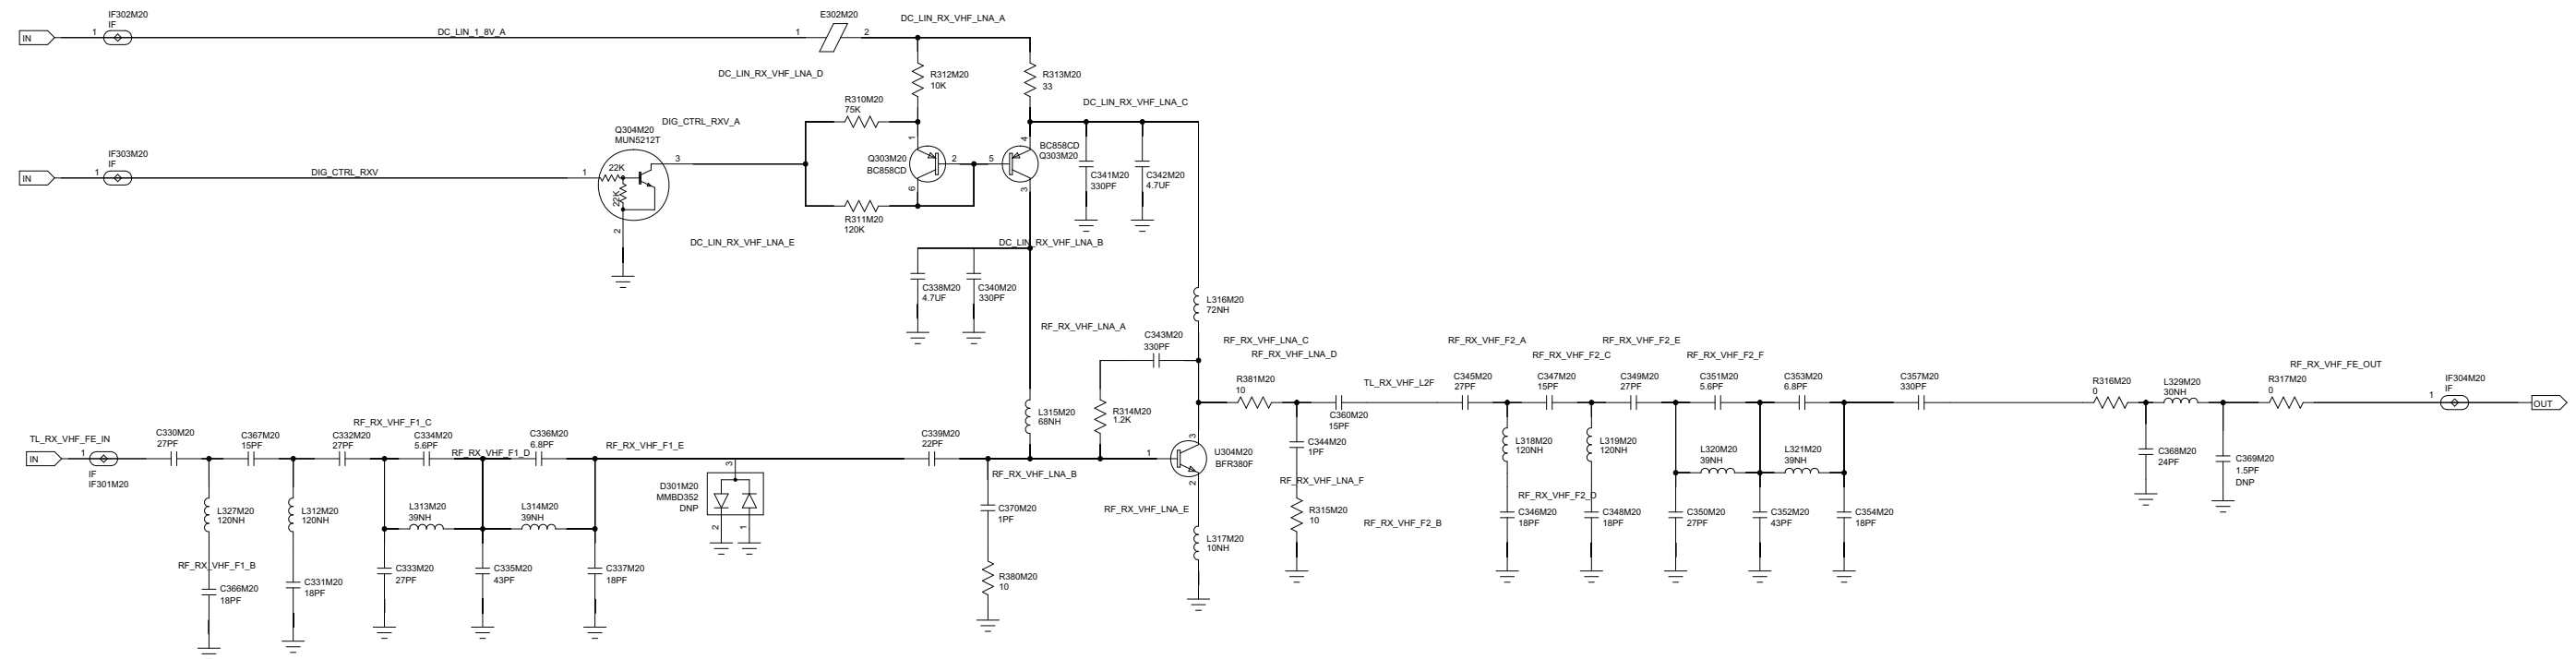 IF302M20
IF
IN
1
DC_LIN_1_8V_A
E302M20
1
2
DC_LIN_RX_VHF_LNA_A
DC_LIN_RX_VHF_LNA_D
R312M20
10K
R313M20
33
R310M20
75K
DC_LIN_RX_VHF_LNA_C
DIG_CTRL_RXV_A
Q304M20
MUN5212T
IF303M20
IF
IN
1
DIG_CTRL_RXV
1
22K
22K
3
2
Q303M20
BC858CD
1
2
6
5
4
3
BC858CD
Q303M20
C341M20
330PF
C342M20
4.7UF
R311M20
120K
DC_LIN_RX_VHF_LNA_E
DC_LIN_RX_VHF_LNA_B
C338M20
4.7UF
C340M20
330PF
L316M20
72NH
RF_RX_VHF_LNA_A
C343M20
330PF
RF_RX_VHF_LNA_C
RF_RX_VHF_LNA_D
R381M20
10
TL_RX_VHF_L2F
C360M20
15PF
RF_RX_VHF_F2_A
RF_RX_VHF_F2_C
RF_RX_VHF_F2_E
RF_RX_VHF_F2_F
C345M20
27PF
C347M20
15PF
C349M20
27PF
C351M20
5.6PF
C353M20
6.8PF
C357M20
330PF
R316M20
0
L329M20
30NH
R317M20
0
RF_RX_VHF_FE_OUT
IF304M20
IF
1
OUT
L315M20
68NH
R314M20
1.2K
TL_RX_VHF_FE_IN
IN
1
IF
IF301M20
C330M20
27PF
C367M20
15PF
C332M20
27PF
RF_RX_VHF_F1_C
C334M20
5.6PF
RF_RX_VHF_F1_D
C336M20
6.8PF
RF_RX_VHF_F1_E
C339M20
22PF
RF_RX_VHF_LNA_B
1
3
2
U304M20
BFR380F
C344M20
1PF
RF_RX_VHF_LNA_F
R315M20
10
L318M20
120NH
L319M20
120NH
L320M20
39NH
L321M20
39NH
C368M20
24PF
C369M20
1.5PF
DNP
D301M20
MMBD352
DNP
3
2
1
L327M20
120NH
L312M20
120NH
L313M20
39NH
L314M20
39NH
C370M20
1PF
RF_RX_VHF_LNA_E
L317M20
10NH
RF_RX_VHF_F2_B
RF_RX_VHF_F2_D
C346M20
18PF
C348M20
18PF
C350M20
27PF
C352M20
43PF
C354M20
18PF
RF_RX_VHF_F1_B
C366M20
18PF
C331M20
18PF
C333M20
27PF
C335M20
43PF
C337M20
18PF
R380M20
10